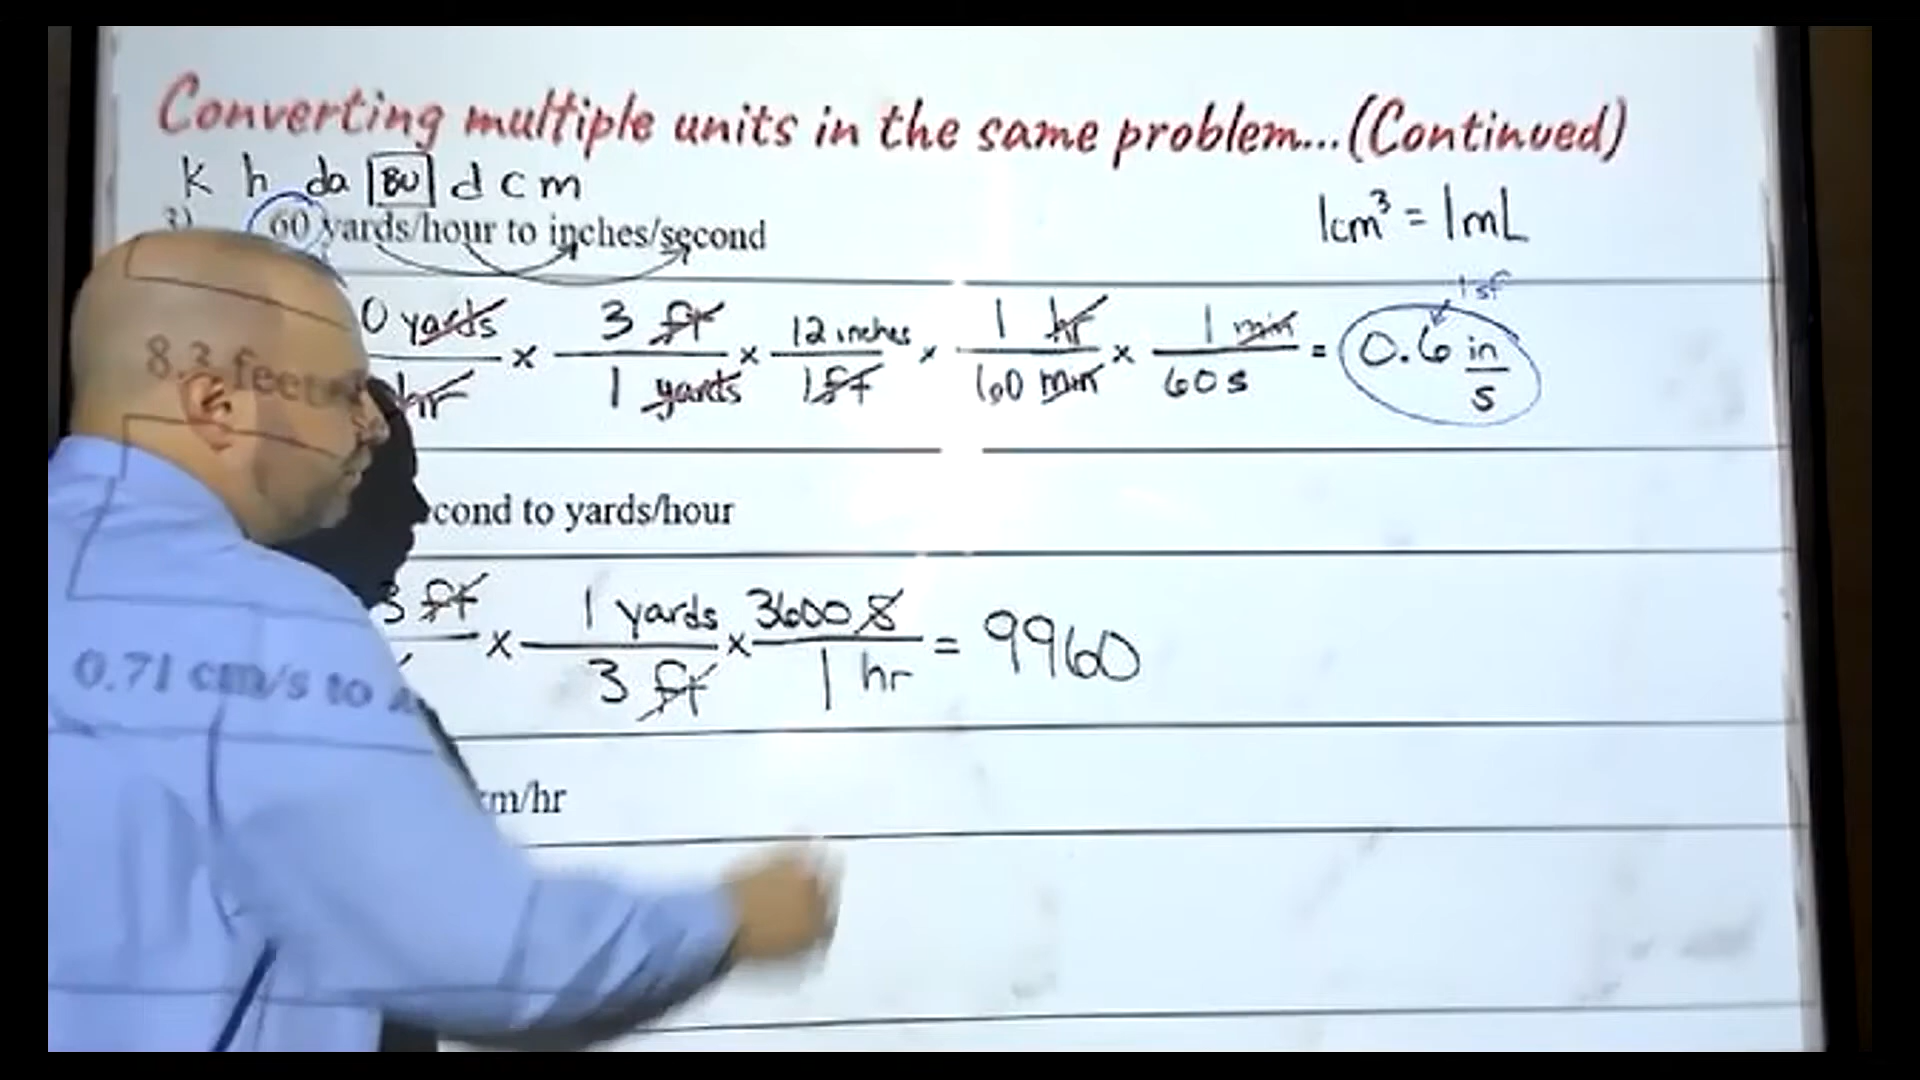 Converting multiple units in the same problem...(Continued)
k h da BU d c m
1cm³ = 1mL
3) 60 yards/hour to inches/second
1 sf
0 yards / hr × 3 ft / 1 yards × 12 inches / 1 ft × 1 hr / 60 min × 1 min / 60 s = 0.6 in / s
8.3 feet
cond to yards/hour
3 ft × 1 yards / 3 ft × 3600 s / 1 hr = 9960
0.71 cm/s to
m/hr